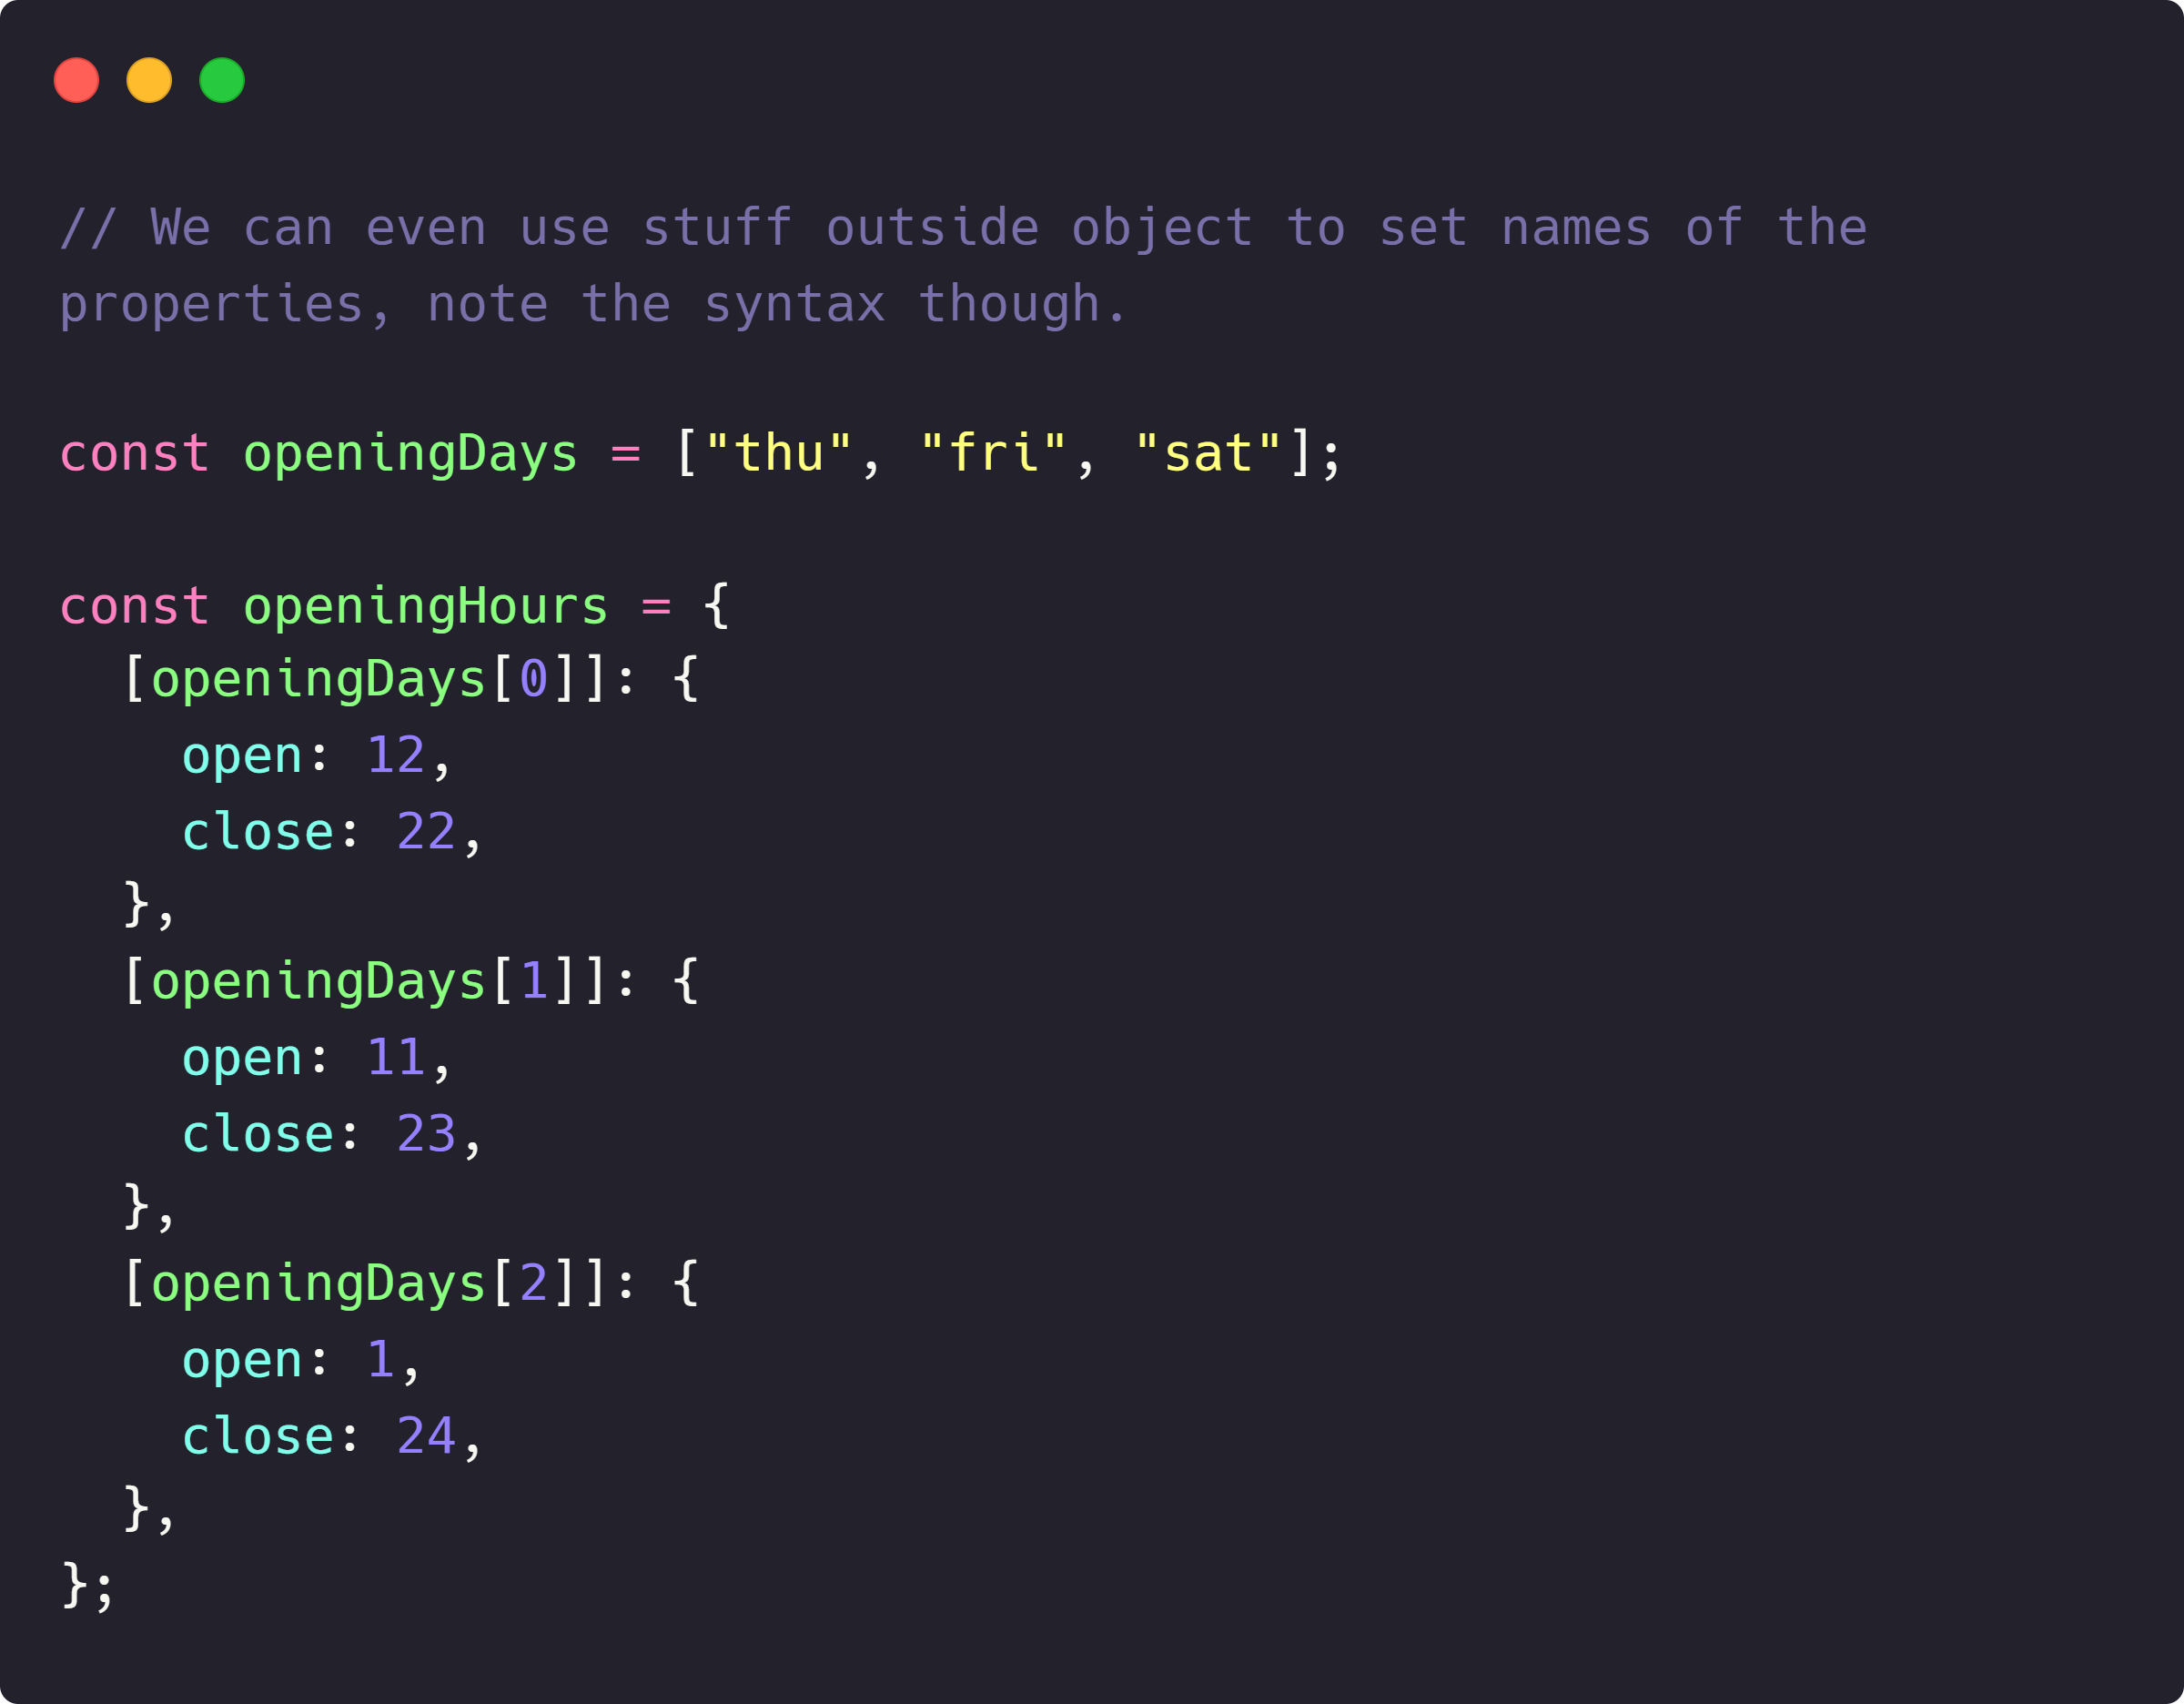 // We can even use stuff outside object to set names of the
properties, note the syntax though.
const openingDays = ["thu", "fri", "sat"];
const openingHours = {
  [openingDays[0]]: {
    open: 12,
    close: 22,
  },
  [openingDays[1]]: {
    open: 11,
    close: 23,
  },
  [openingDays[2]]: {
    open: 1,
    close: 24,
  },
};